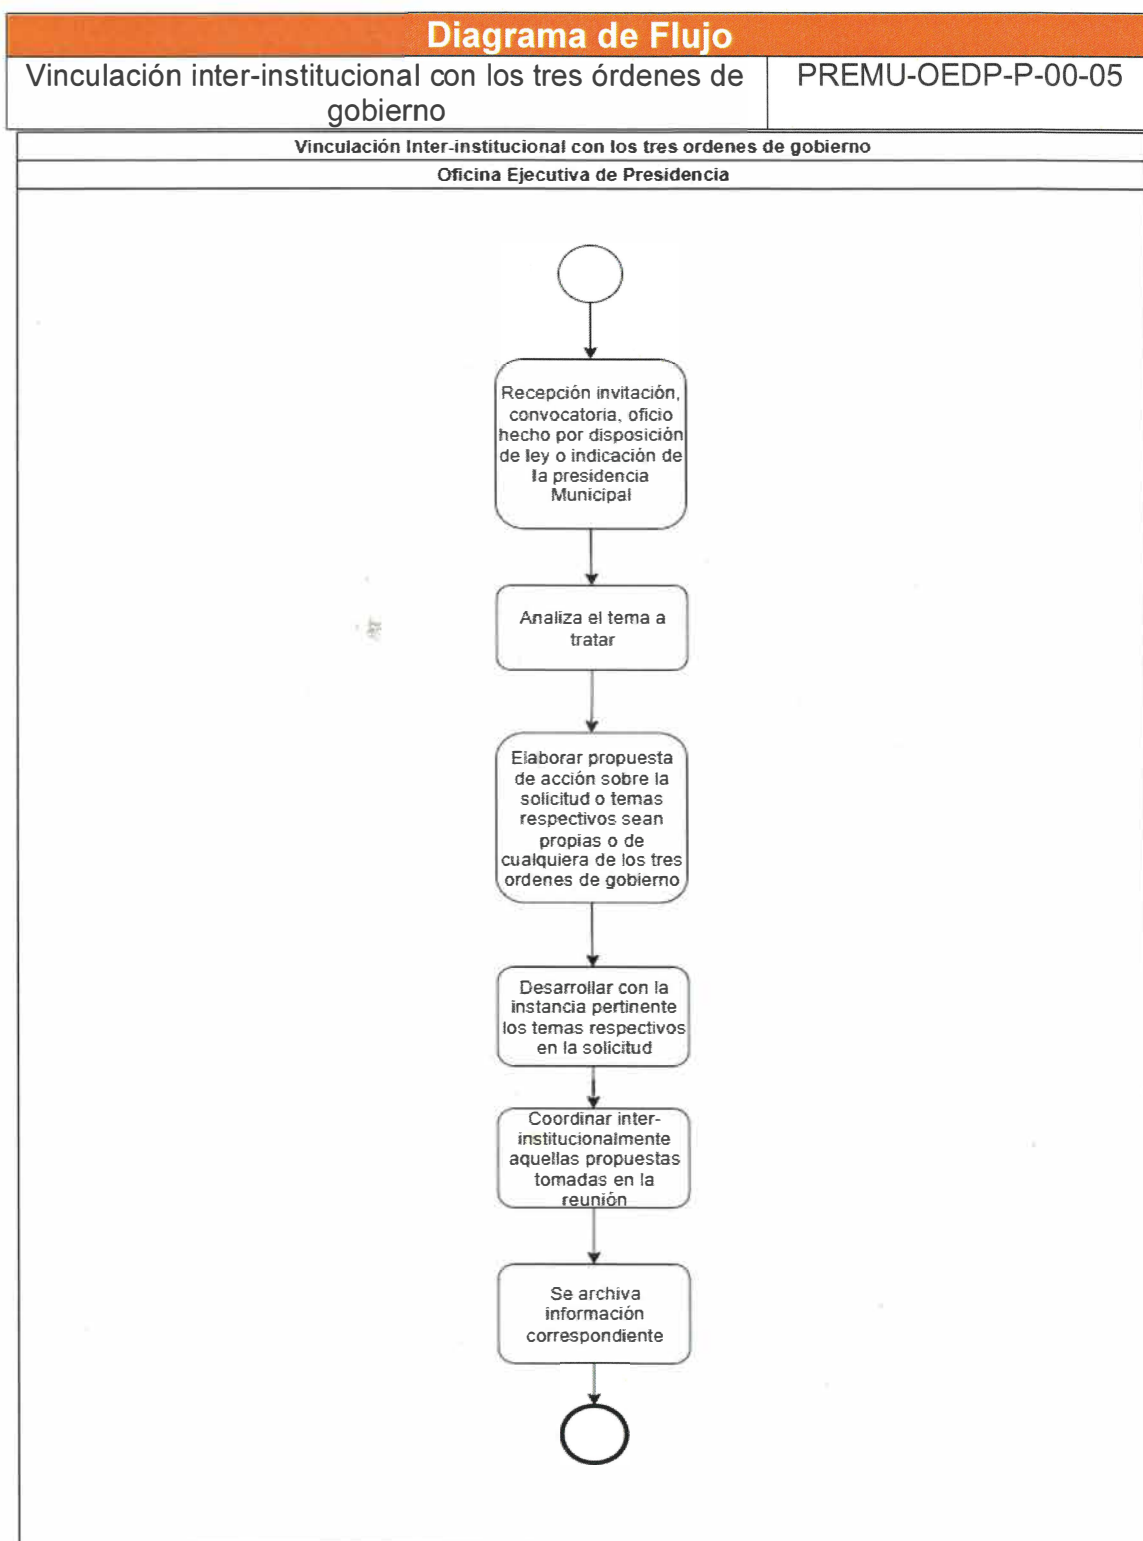 Diagrama de Flujo
Vinculación inter-institucional con los tres órdenes de
gobierno
PREMU-OEDP-P-00-05
Vinculación Inter-institucional con los tres ordenes de gobierno
Oficina Ejecutiva de Presidencia
Recepción invitación,
convocatoria, oficio
hecho por disposición
de ley o indicación de
la presidencia
Municipal
Analiza el tema a
tratar
Elaborar propuesta
de acción sobre la
solicitud o temas
respectivos sean
propias o de
cualquiera de los tres
ordenes de gobierno
Desarrollar con la
instancia pertinente
los temas respectivos
en la solicitud
Coordinar inter-
institucionalmente
aquellas propuestas
tomadas en la
reunión
Se archiva
información
correspondiente